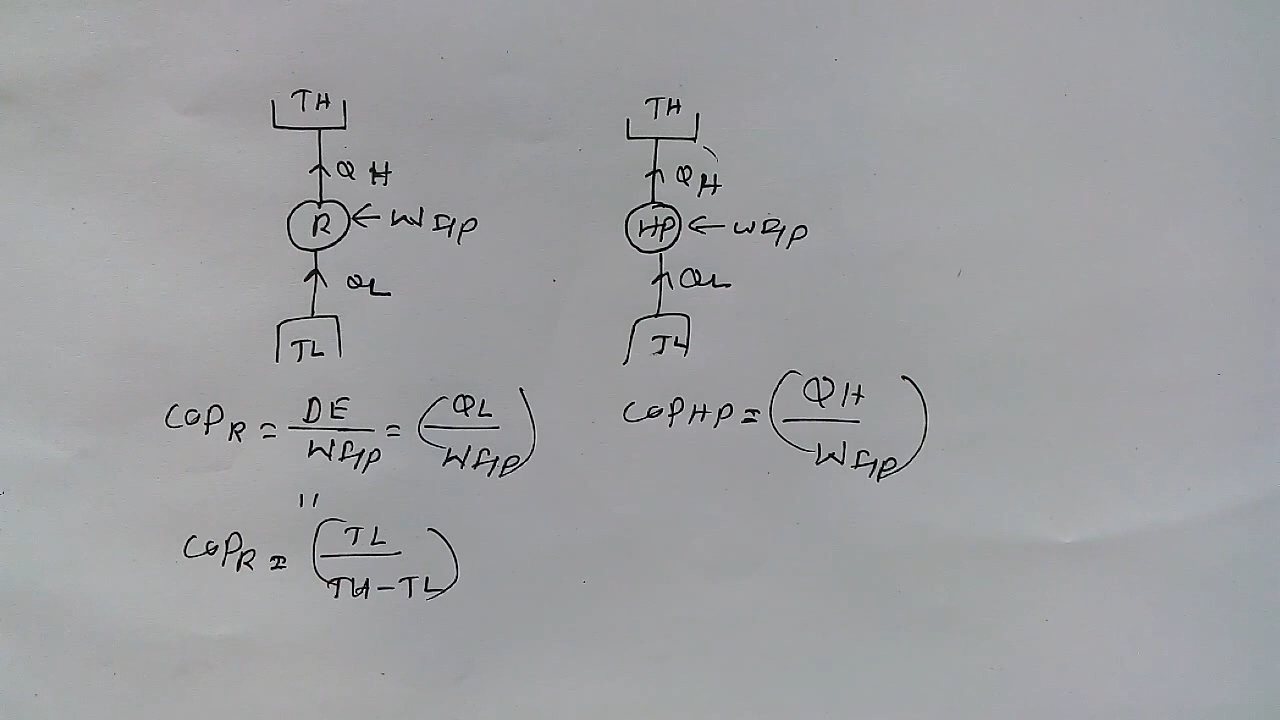 TH TH
QH QH
R ← WI/P HP ← WI/P
QL QL
TL TL
COPR = DE/WI/P = (QL/WI/P) COPHP = (QH/WI/P)
"
COPR = (TL/TH-TL)